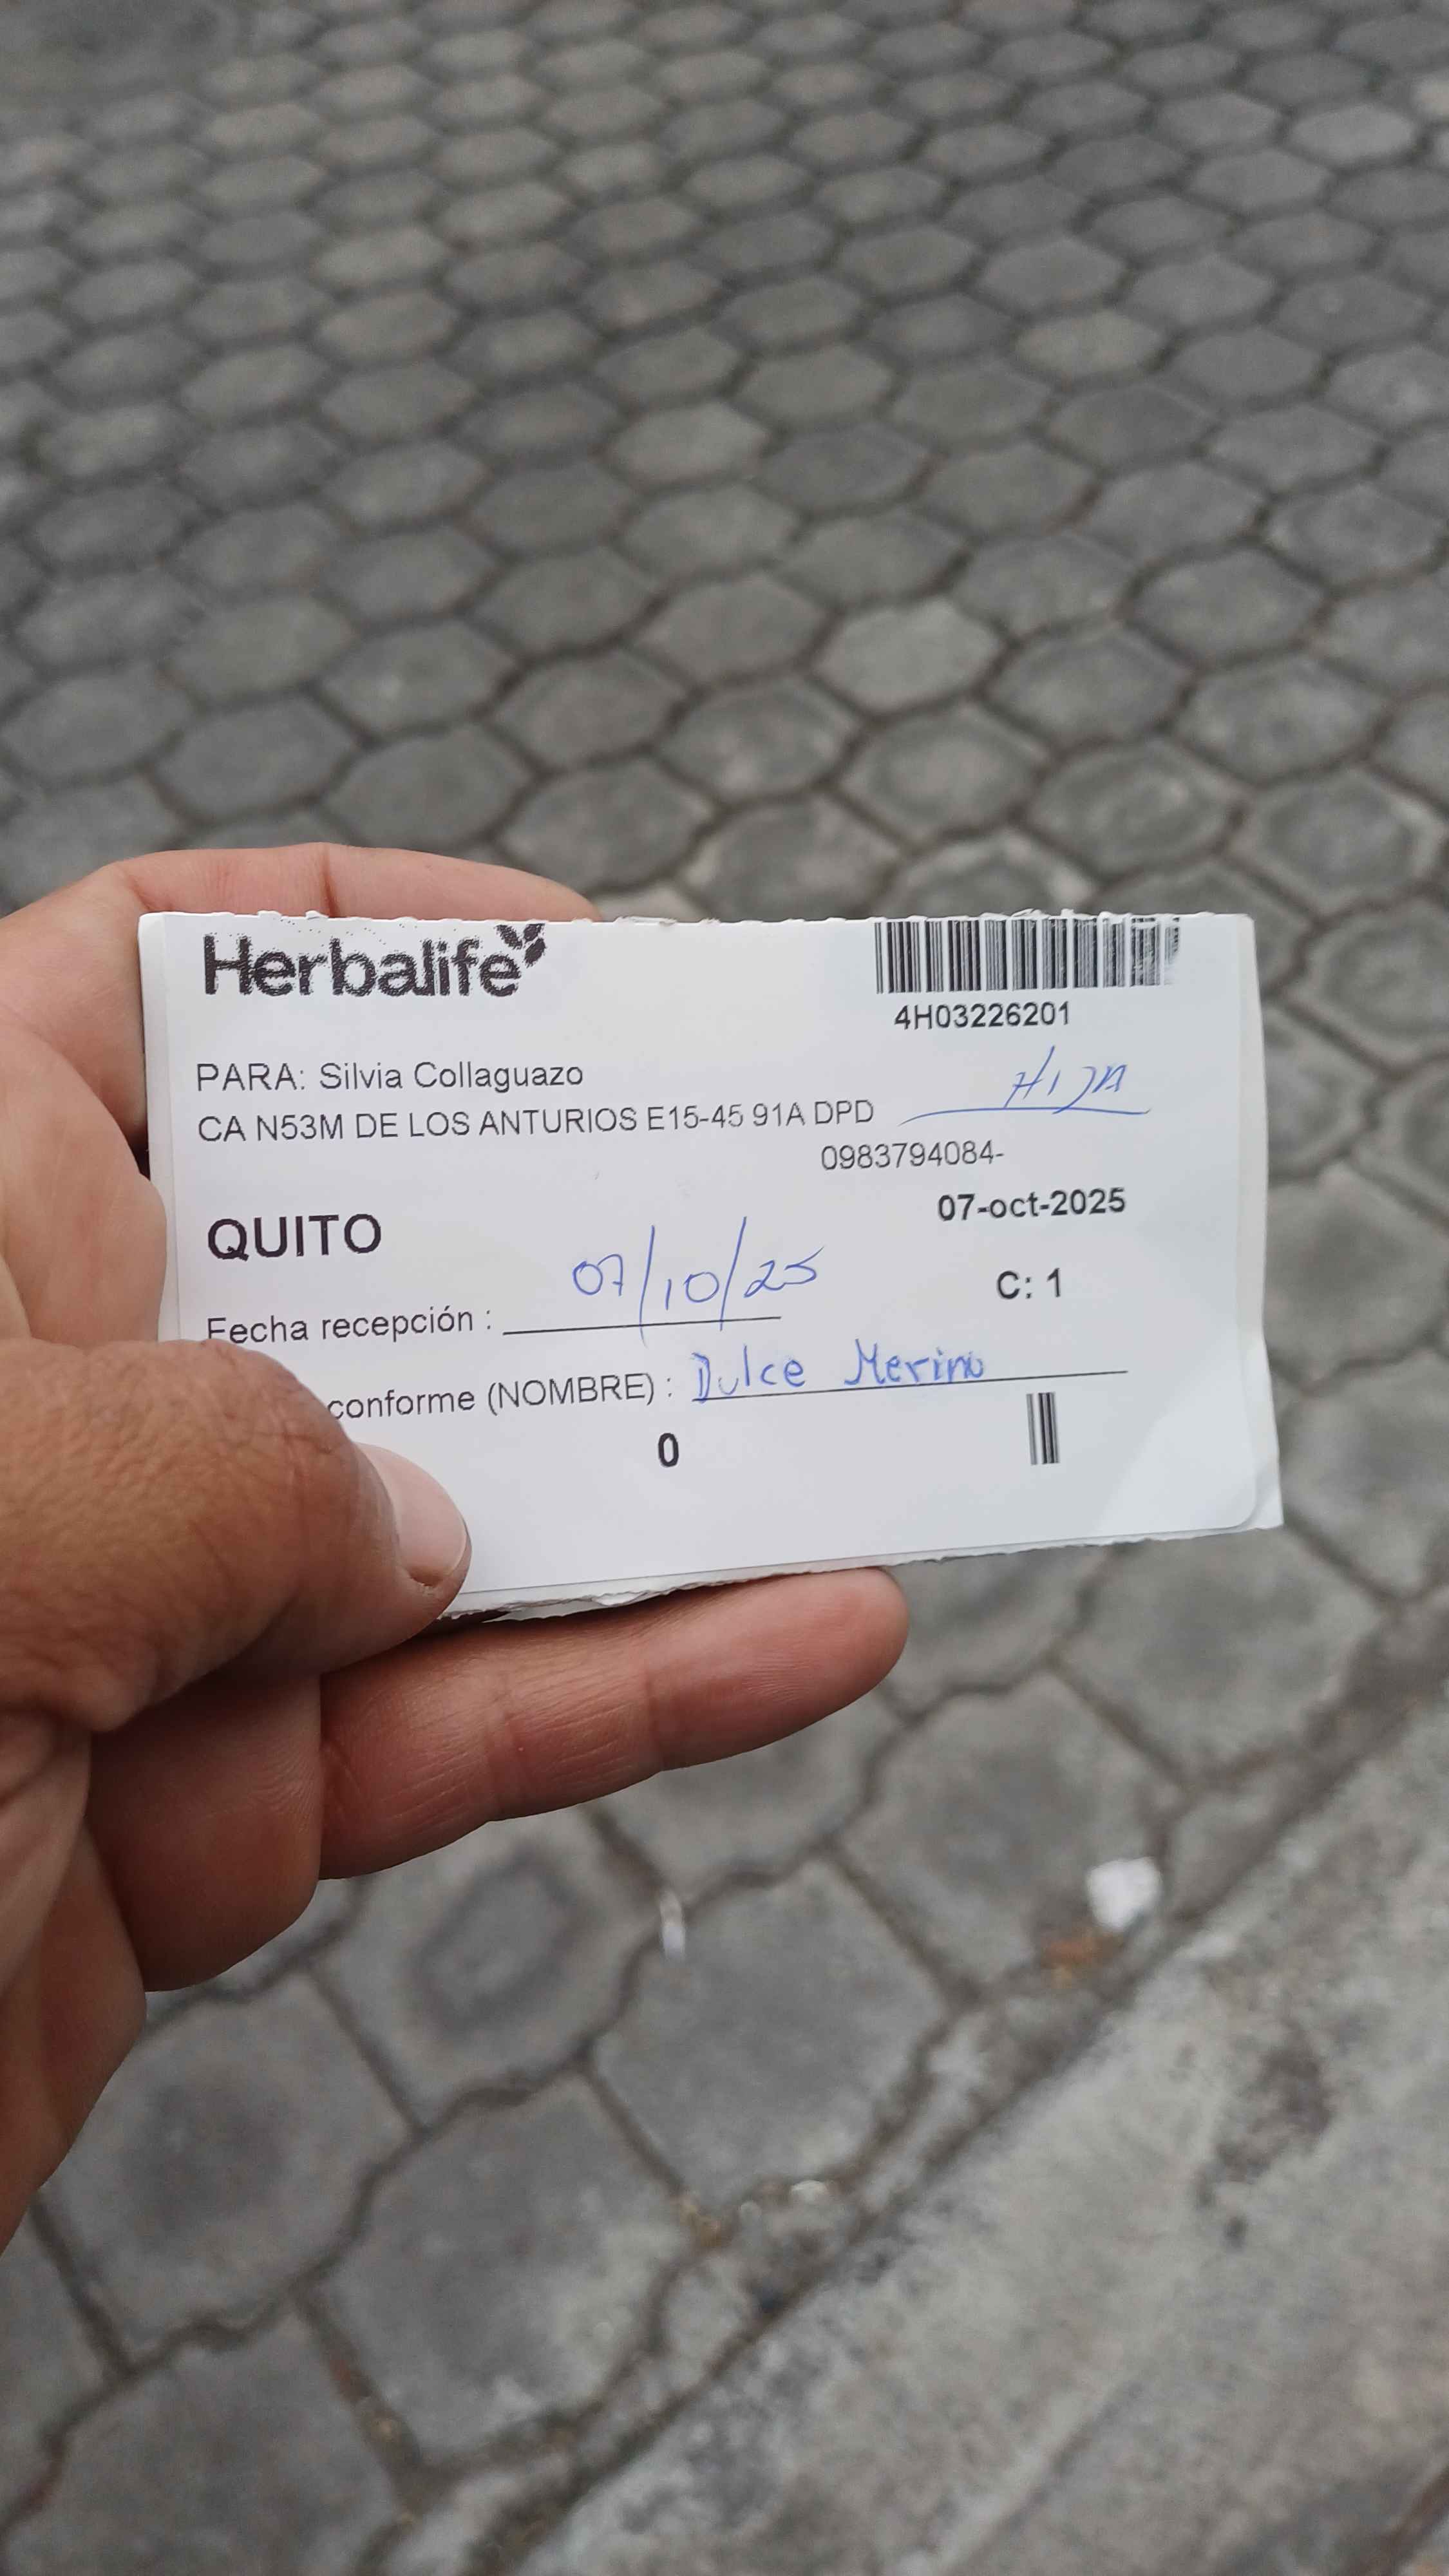 Herbalife
4H03226201
PARA: Silvia Collaguazo
HIJA
CA N53M DE LOS ANTURIOS E15-45 91A DPD
0983794084-
07-oct-2025
QUITO
C: 1
Fecha recepción : 07/10/25
conforme (NOMBRE) : Dulce Merino
0